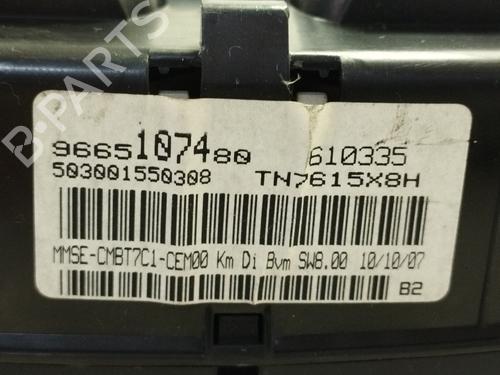 B-PARTS
9665107480 610335
503001550308 TN7615X8H
MMSE-CMBT7C1-CEM00 Km Di Bvm SW8.00 10/10/07
B2